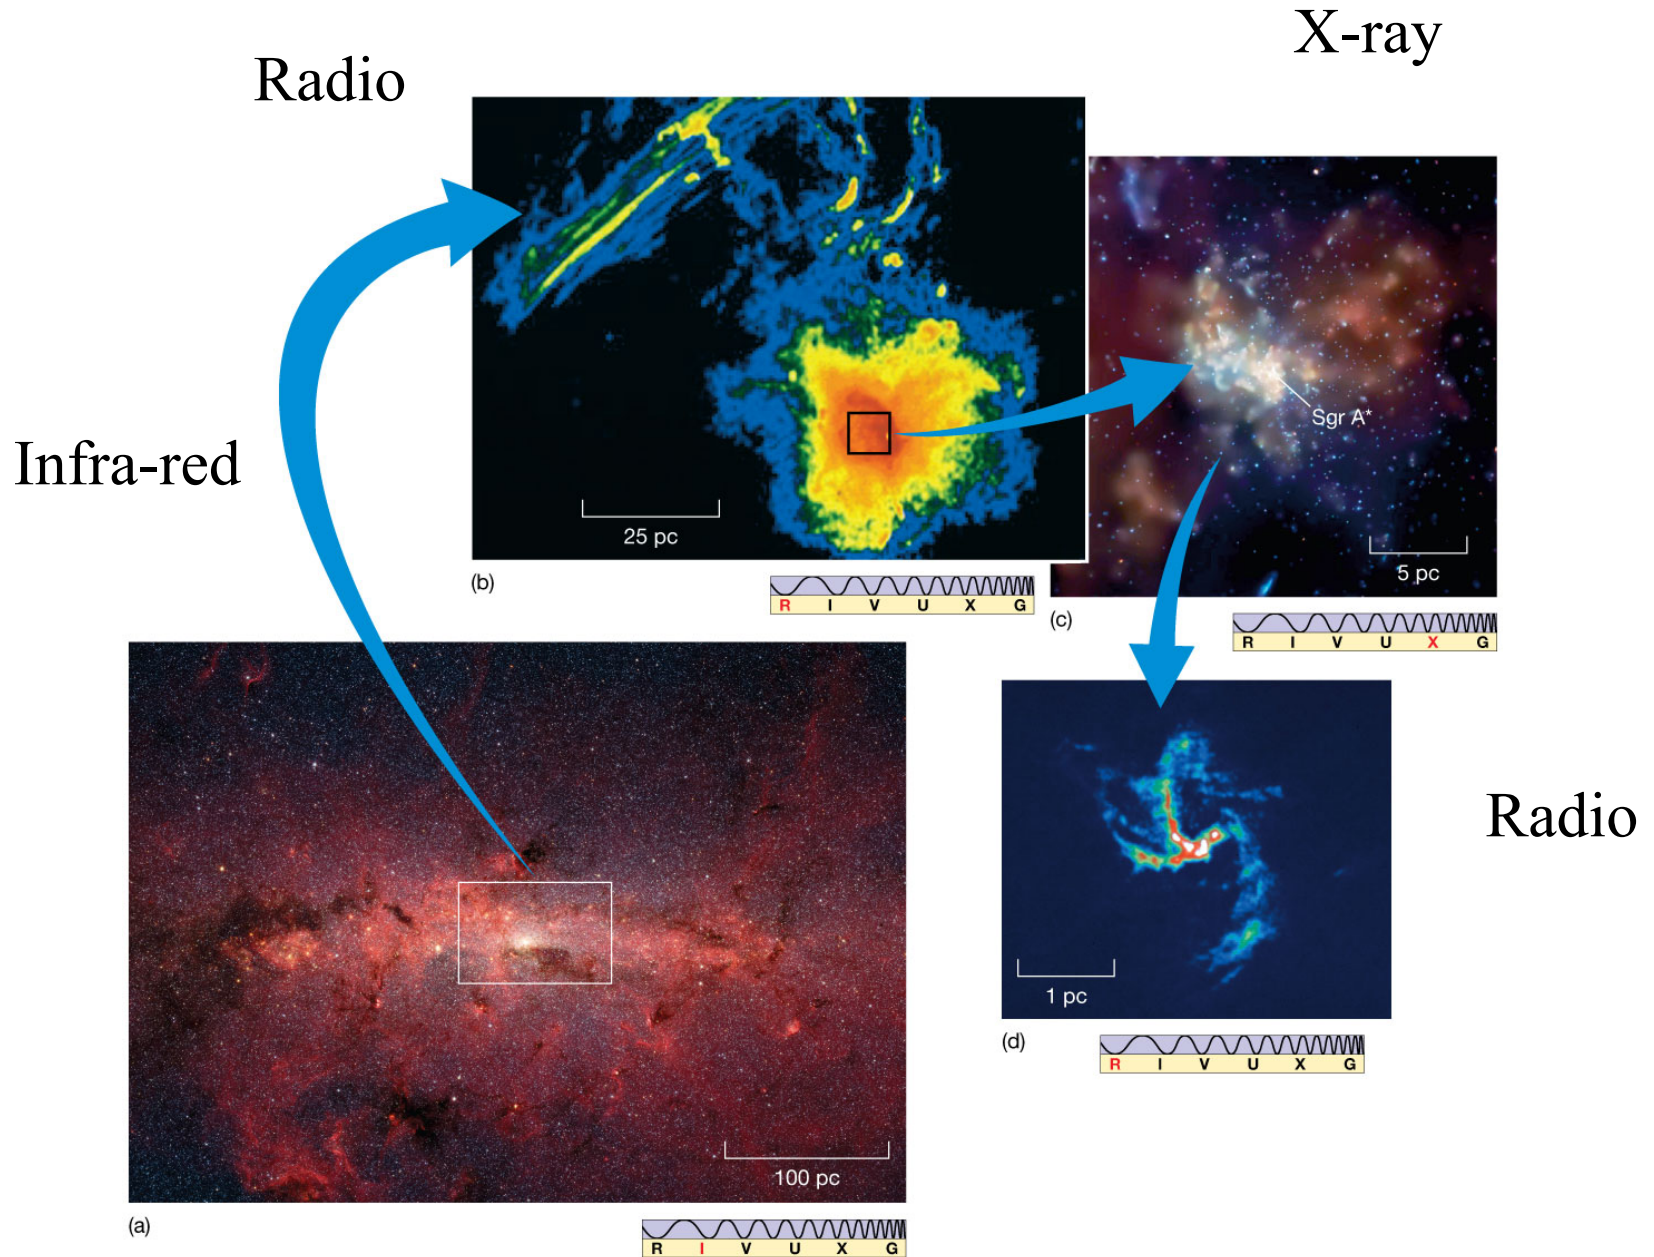 X-ray
Radio
Infra-red
Sgr A*
25 pc
5 pc
(b)
R I V U X G
(c)
R I V U X G
Radio
1 pc
(d)
R I V U X G
100 pc
(a)
R I V U X G